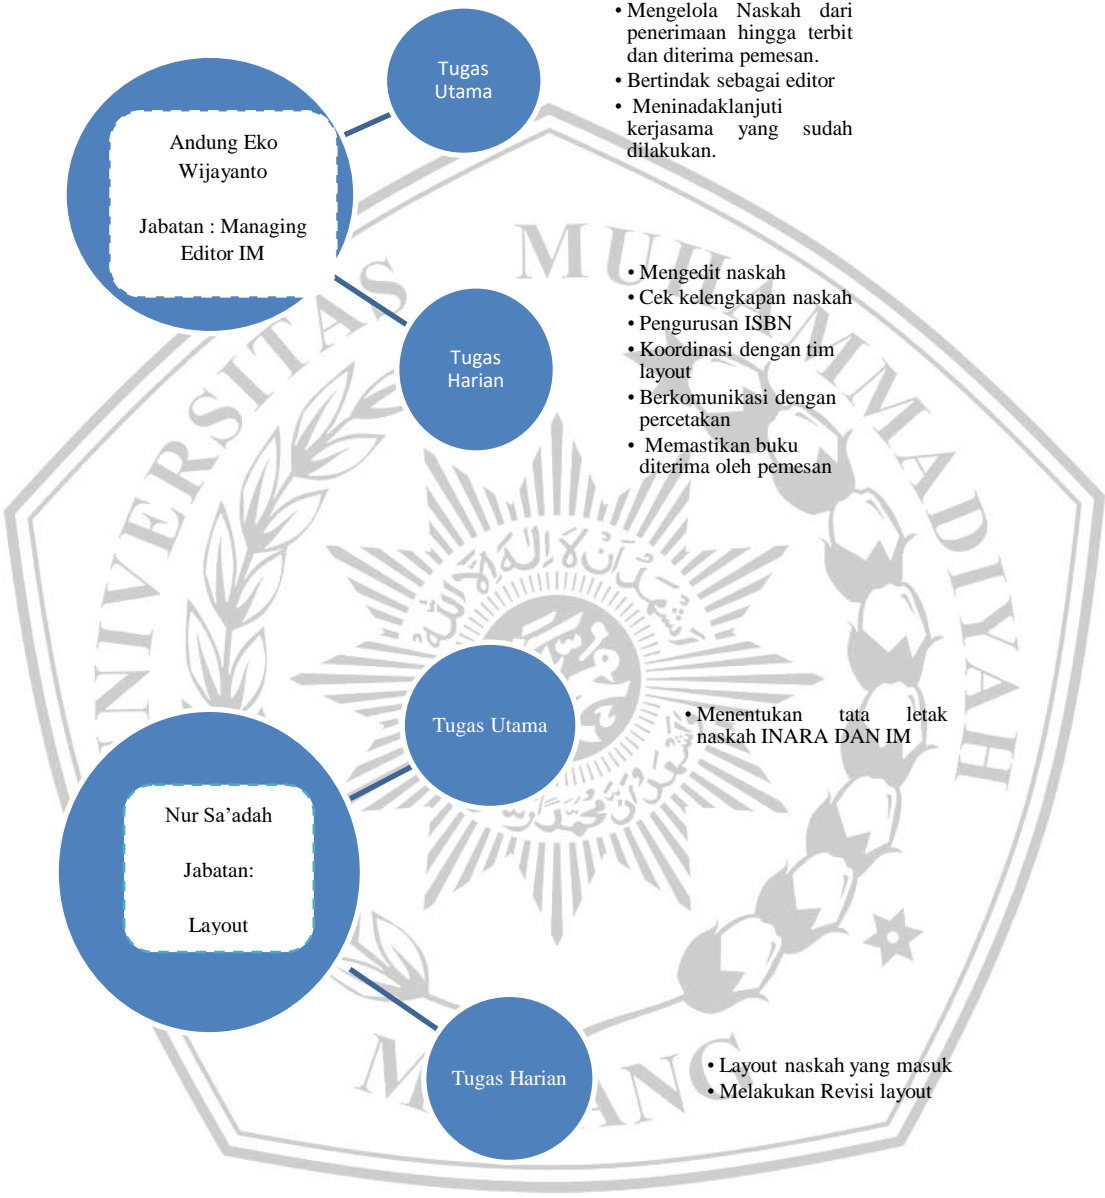 Tugas
Utama
• Mengelola Naskah dari
penerimaan hingga terbit
dan diterima pemesan.
• Bertindak sebagai editor
• Meninadaklanjuti
kerjasama yang sudah
dilakukan.
Andung Eko
Wijayanto
Jabatan : Managing
Editor IM
Tugas
Harian
• Mengedit naskah
• Cek kelengkapan naskah
• Pengurusan ISBN
• Koordinasi dengan tim
layout
• Berkomunikasi dengan
percetakan
• Memastikan buku
diterima oleh pemesan
Tugas Utama
• Menentukan tata letak
naskah INARA DAN IM
Nur Sa’adah
Jabatan:
Layout
Tugas Harian
• Layout naskah yang masuk
• Melakukan Revisi layout
UNIVERSITAS MUHAMMADIYAH